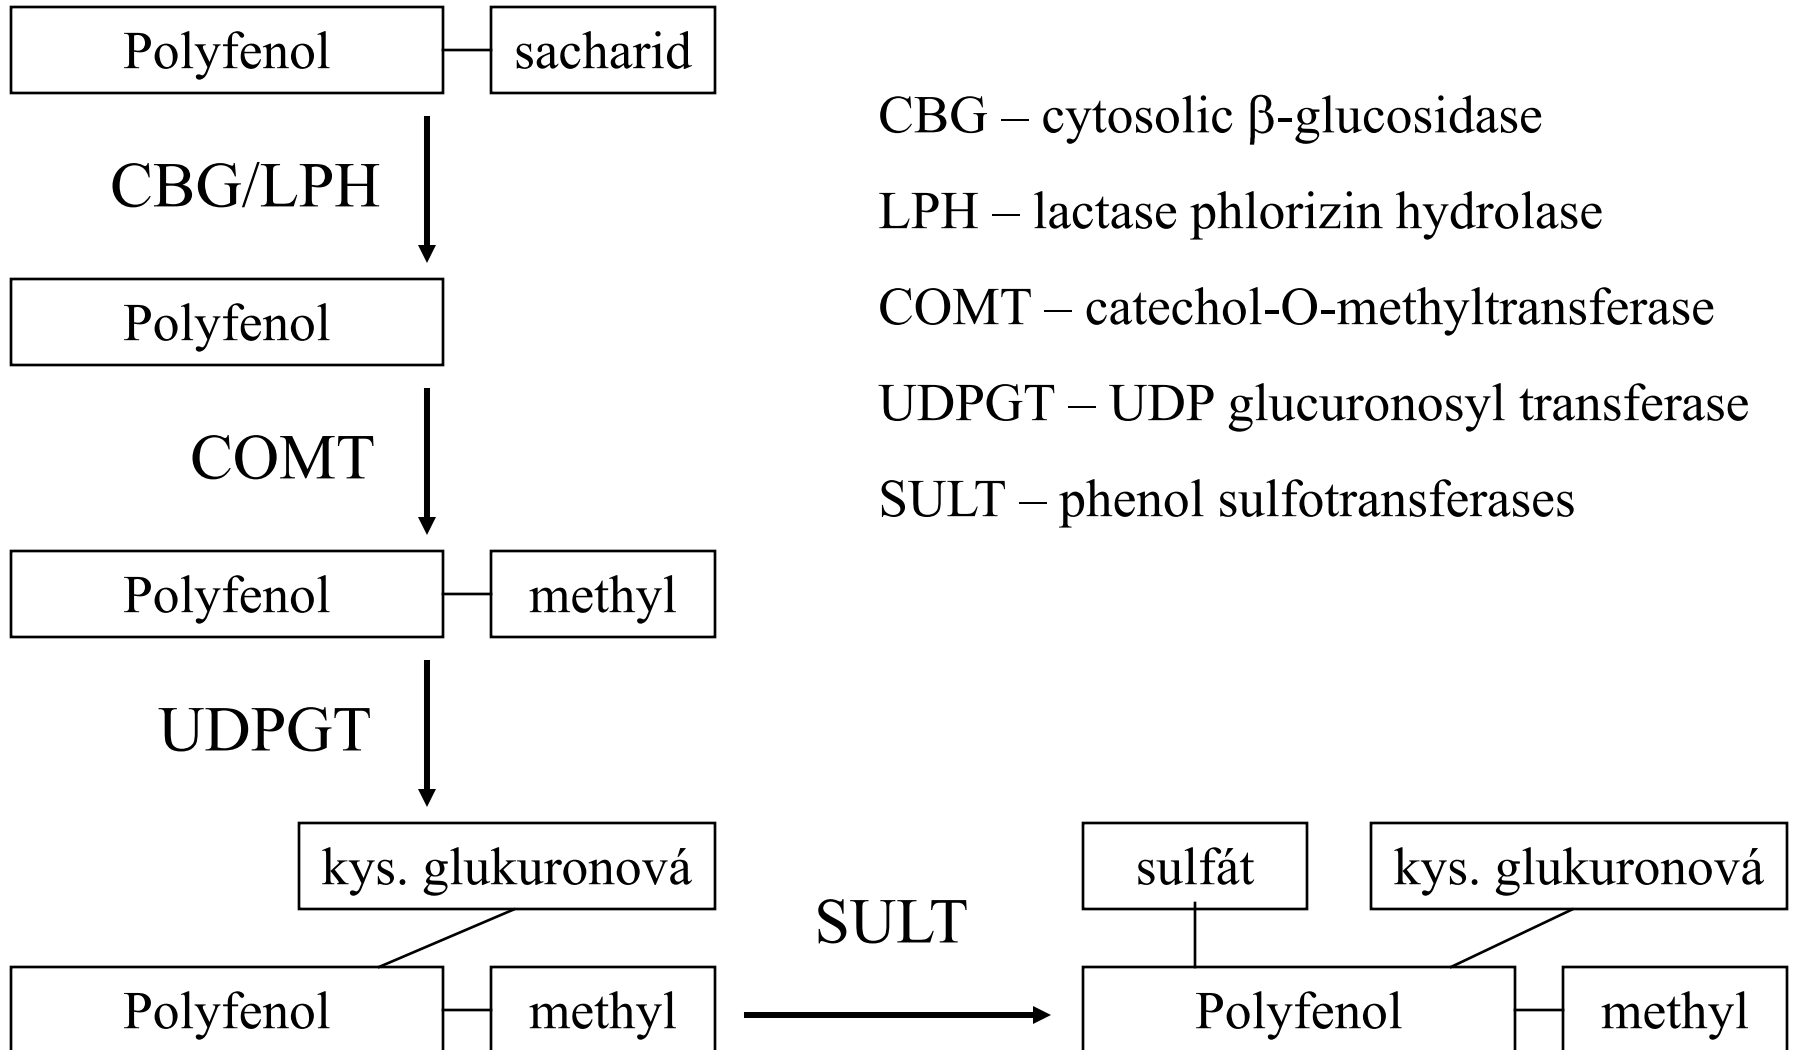 Polyfenol
sacharid
CBG/LPH
Polyfenol
COMT
Polyfenol
methyl
UDPGT
kys. glukuronová
Polyfenol
methyl
SULT
sulfát
kys. glukuronová
Polyfenol
methyl
CBG – cytosolic β-glucosidase
LPH – lactase phlorizin hydrolase
COMT – catechol-O-methyltransferase
UDPGT – UDP glucuronosyl transferase
SULT – phenol sulfotransferases